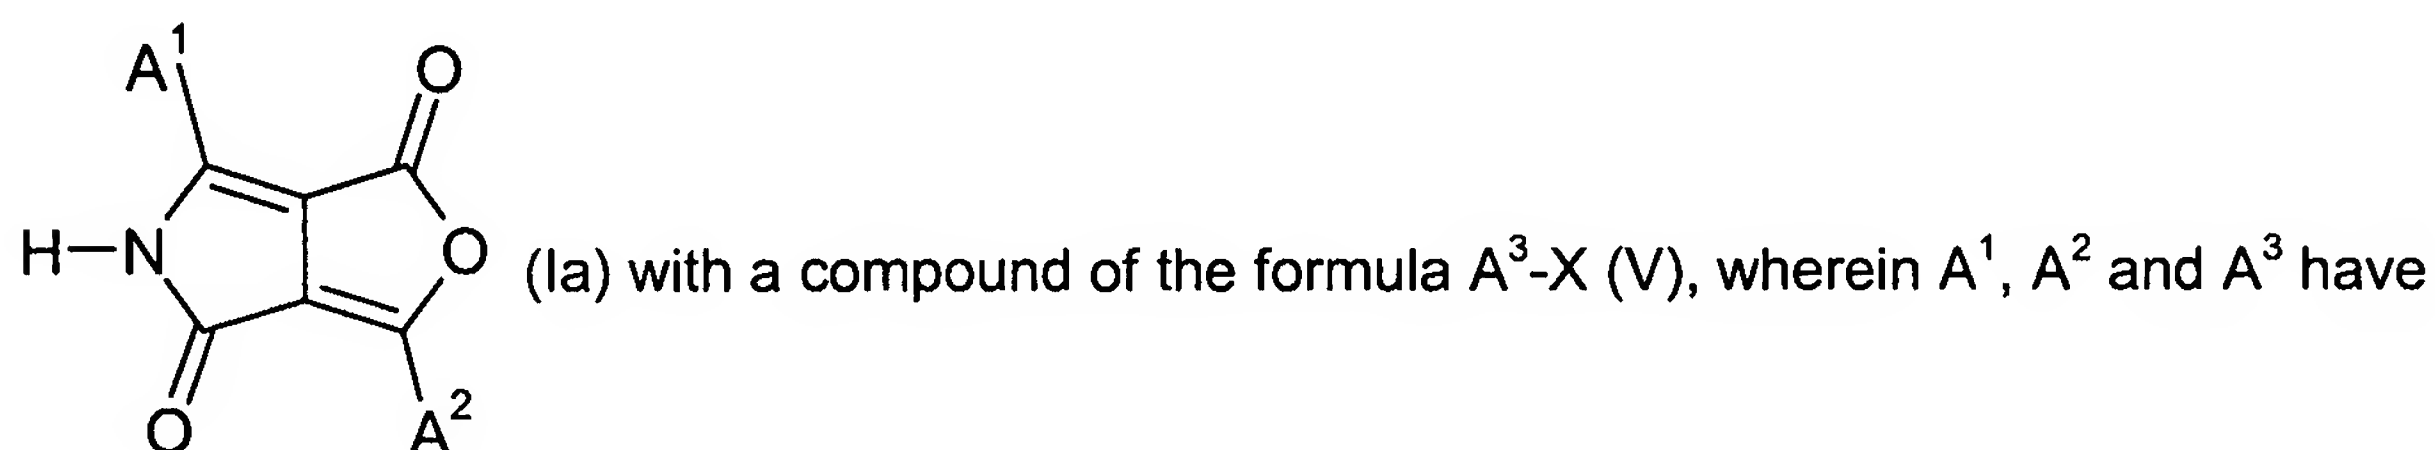 A¹
O
H–N
O
(Ia) with a compound of the formula A³-X (V), wherein A¹, A² and A³ have
O
A²